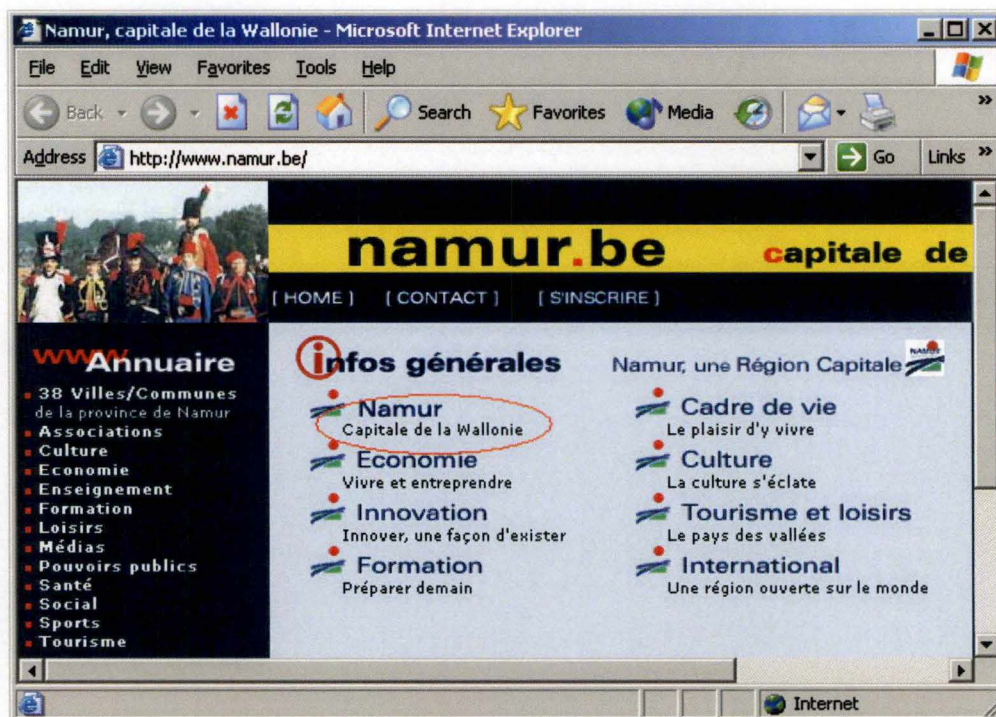 Namur, capitale de la Wallonie - Microsoft Internet Explorer
File Edit View Favorites Tools Help
Back Search Favorites Media »
Address http://www.namur.be/ Go Links »
namur.be capitale de
[ HOME ] [ CONTACT ] [ S'INSCRIRE ]
www Annuaire
38 Villes/Communes
de la province de Namur
Associations
Culture
Economie
Enseignement
Formation
Loisirs
Médias
Pouvoirs publics
Santé
Social
Sports
Tourisme
infos générales
Namur, une Région Capitale NAMUR
Namur
Capitale de la Wallonie
Economie
Vivre et entreprendre
Innovation
Innover, une façon d'exister
Formation
Préparer demain
Cadre de vie
Le plaisir d'y vivre
Culture
La culture s'éclate
Tourisme et loisirs
Le pays des vallées
International
Une région ouverte sur le monde
Internet